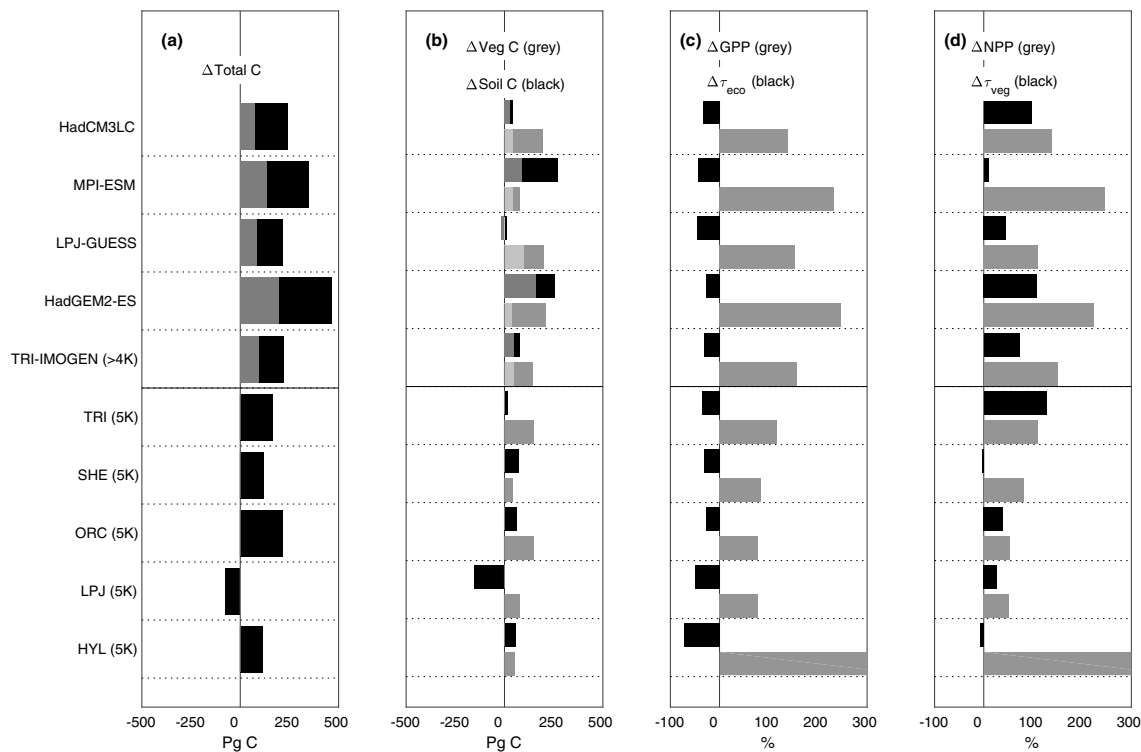 (a)
(b)
(c)
(d)
ΔTotal C
ΔVeg C (grey)
ΔSoil C (black)
ΔGPP (grey)
Δτeco (black)
ΔNPP (grey)
Δτveg (black)
HadCM3LC
MPI-ESM
LPJ-GUESS
HadGEM2-ES
TRI-IMOGEN (>4K)
TRI (5K)
SHE (5K)
ORC (5K)
LPJ (5K)
HYL (5K)
-500 -250 0 250 500
Pg C
-500 -250 0 250 500
Pg C
-100 0 100 200 300
%
-100 0 100 200 300
%